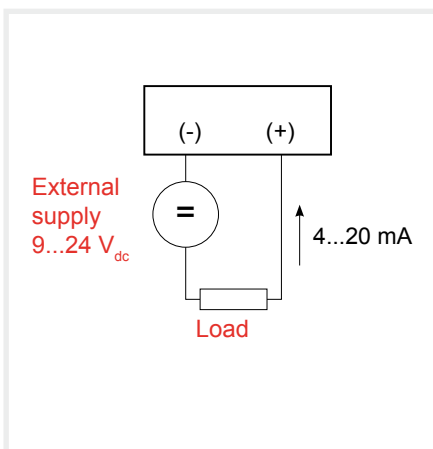 (-) (+)
External
supply
9...24 Vdc
=
4...20 mA
Load